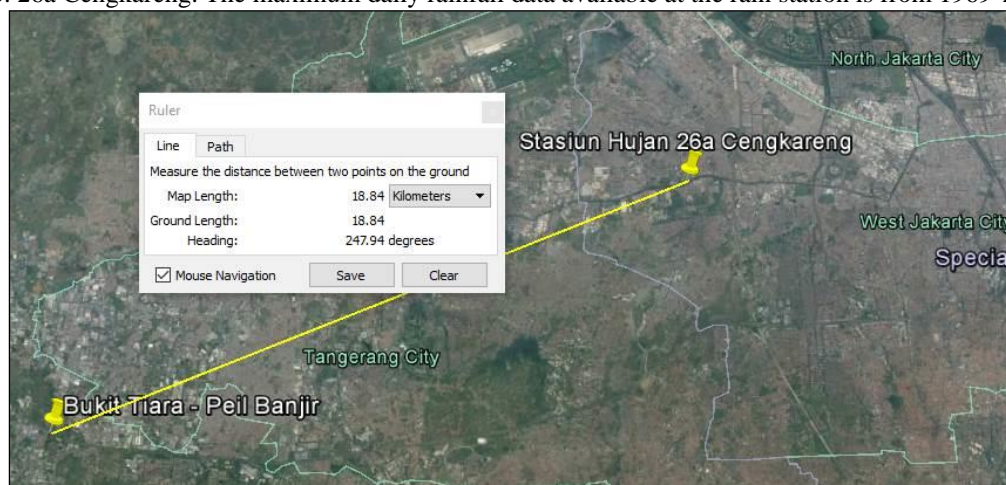 26a Cengkareng. The maximum daily rainfall data available at the rain station is from 1989
North Jakarta City
Ruler
Line Path
Stasiun Hujan 26a Cengkareng
Measure the distance between two points on the ground
Map Length: 18.84 Kilometers
Ground Length: 18.84
Heading: 247.94 degrees
West Jakarta City
Specia
Mouse Navigation Save Clear
Tangerang City
Bukit Tiara - Peil Banjir